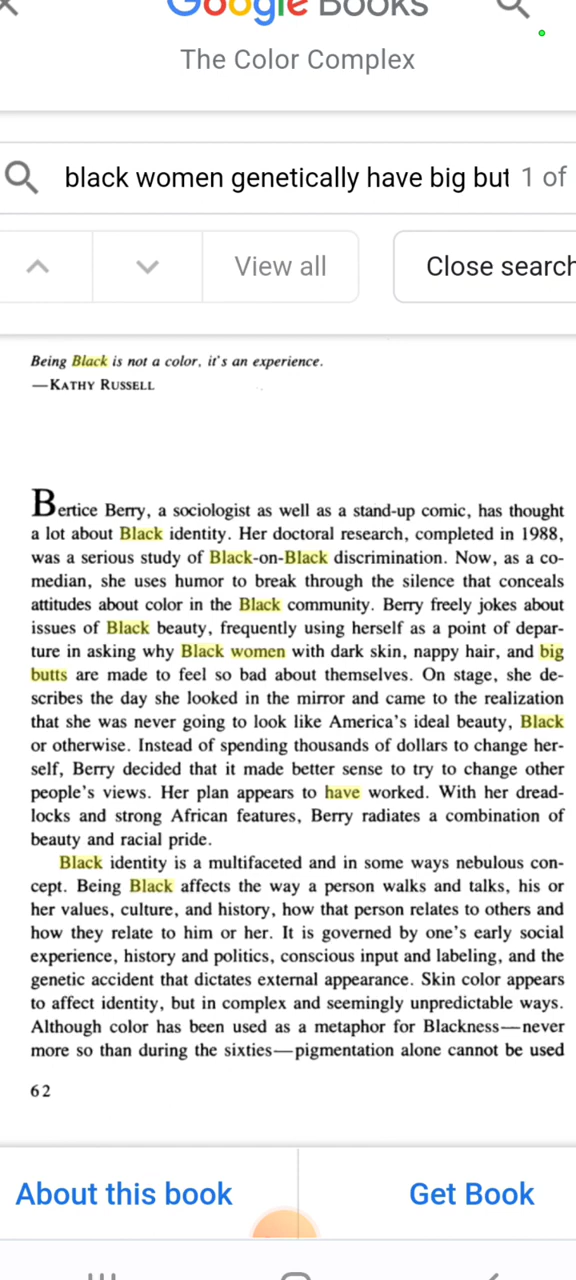 Google Books
The Color Complex
black women genetically have big but 1 of
View all
Close search
Being Black is not a color, it's an experience.
—KATHY RUSSELL
Bertice Berry, a sociologist as well as a stand-up comic, has thought
a lot about Black identity. Her doctoral research, completed in 1988,
was a serious study of Black-on-Black discrimination. Now, as a co-
median, she uses humor to break through the silence that conceals
attitudes about color in the Black community. Berry freely jokes about
issues of Black beauty, frequently using herself as a point of depar-
ture in asking why Black women with dark skin, nappy hair, and big
butts are made to feel so bad about themselves. On stage, she de-
scribes the day she looked in the mirror and came to the realization
that she was never going to look like America's ideal beauty, Black
or otherwise. Instead of spending thousands of dollars to change her-
self, Berry decided that it made better sense to try to change other
people's views. Her plan appears to have worked. With her dread-
locks and strong African features, Berry radiates a combination of
beauty and racial pride.
Black identity is a multifaceted and in some ways nebulous con-
cept. Being Black affects the way a person walks and talks, his or
her values, culture, and history, how that person relates to others and
how they relate to him or her. It is governed by one's early social
experience, history and politics, conscious input and labeling, and the
genetic accident that dictates external appearance. Skin color appears
to affect identity, but in complex and seemingly unpredictable ways.
Although color has been used as a metaphor for Blackness—never
more so than during the sixties—pigmentation alone cannot be used
62
About this book
Get Book